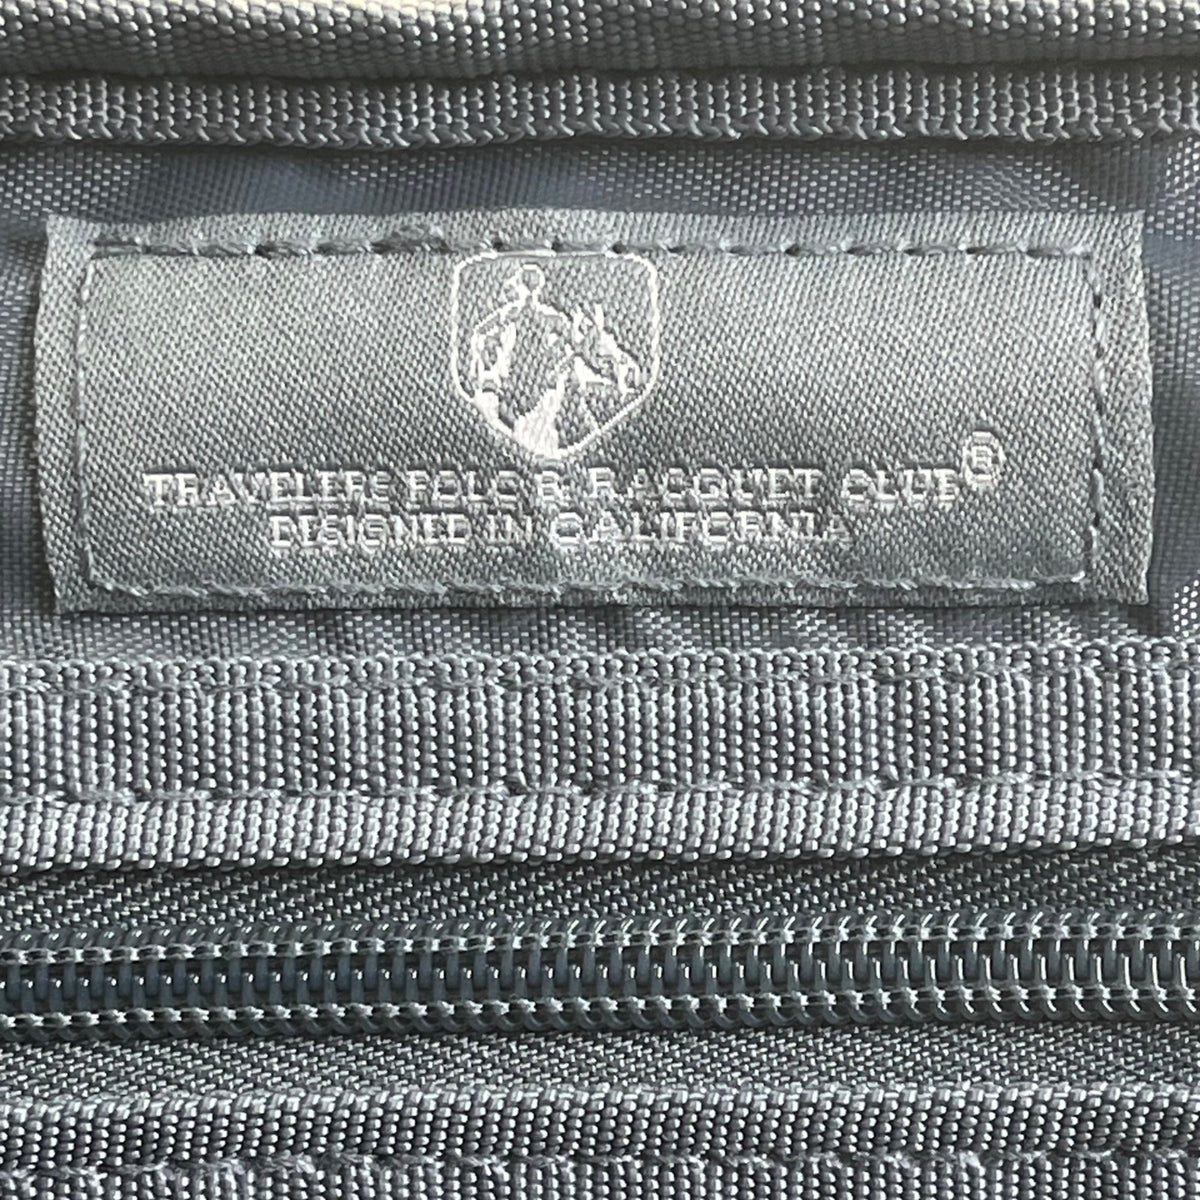 TRAVELERS POLO & RACQUET CLUB®
DESIGNED IN CALIFORNIA